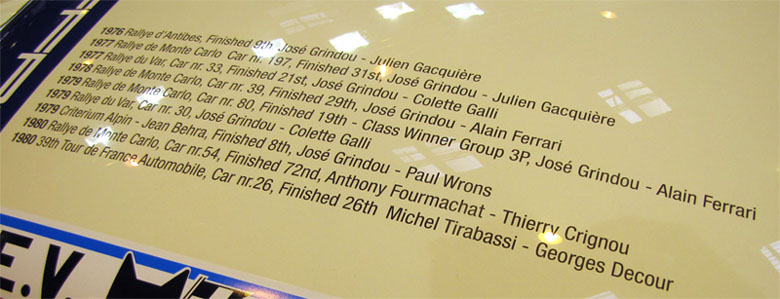 1976 Rallye d'Antibes, Finished 9th José Grindou - Julien Gacquière
1977 Rallye de Monte Carlo Car nr. 197, Finished 31st, José Grindou - Julien Gacquière
1977 Rallye du Var, Car nr. 33, Finished 21st, José Grindou - Colette Galli
1978 Rallye de Monte Carlo, Car nr. 39, Finished 29th, José Grindou - Alain Ferrari
1979 Rallye de Monte Carlo, Car nr. 80, Finished 19th - Class Winner Group 3P, José Grindou - Alain Ferrari
1979 Rallye du Var, Car nr. 30, José Grindou - Colette Galli
1979 Criterium Alpin - Jean Behra, Finished 8th, José Grindou - Paul Wrons
1980 Rallye de Monte Carlo, Car nr.54, Finished 72nd, Anthony Fourmachat - Thierry Crignou
1980 39th Tour de France Automobile, Car nr.26, Finished 26th Michel Tirabassi - Georges Decour
E.V.